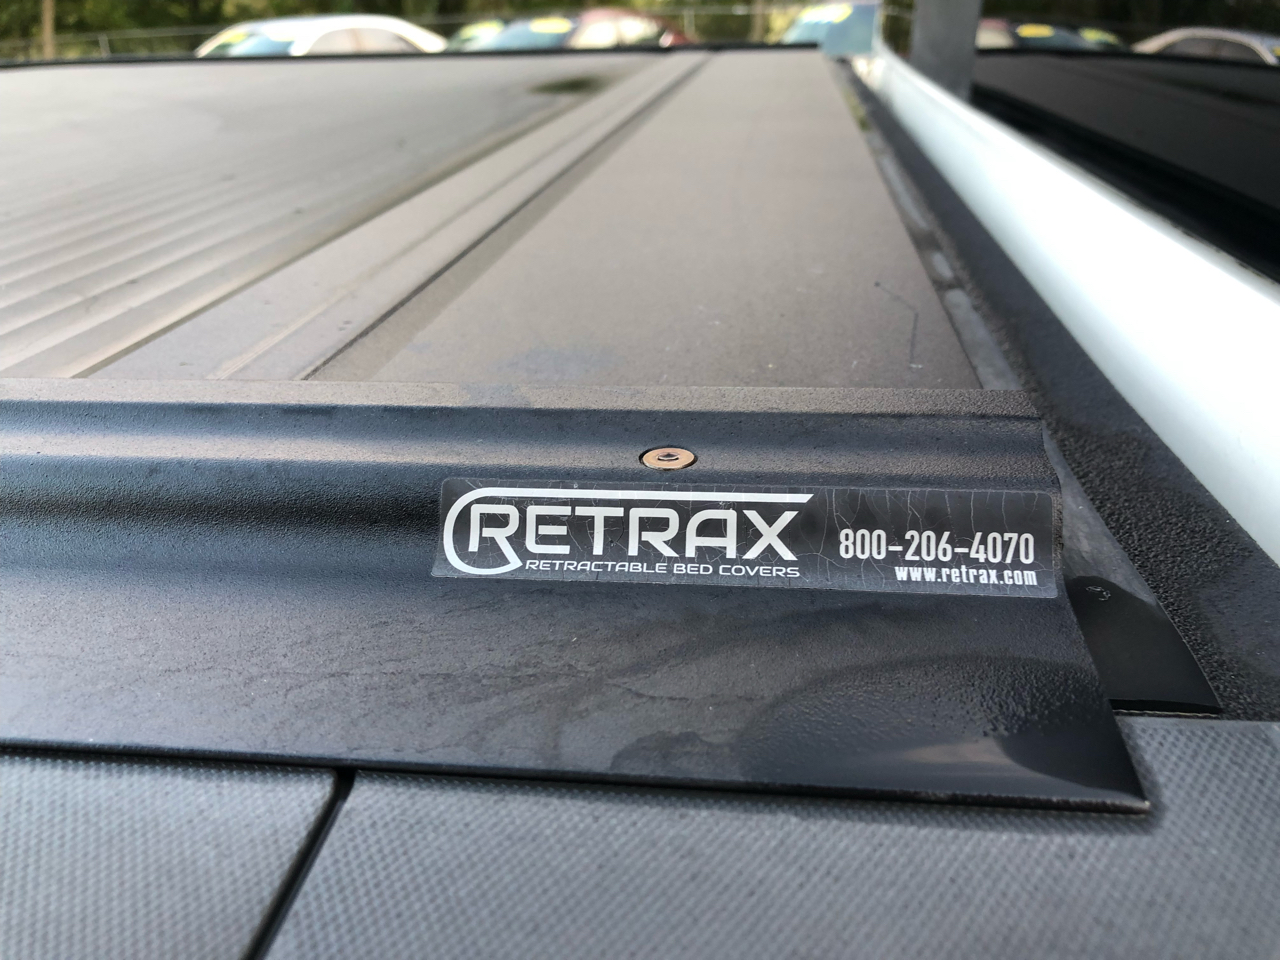 RETRAX
RETRACTABLE BED COVERS
800-206-4070
www.retrax.com